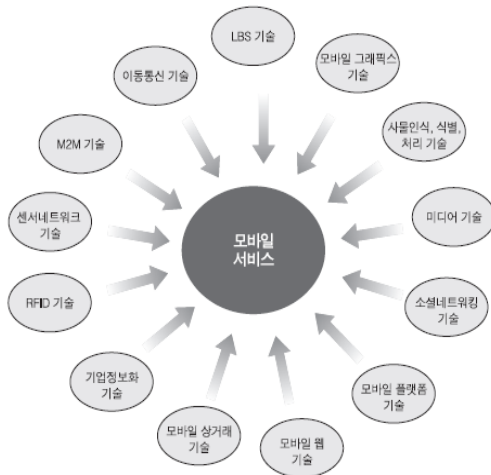 LBS 기술
모바일 그래픽스
기술
이동통신 기술
사물인식, 식별,
처리 기술
M2M 기술
미디어 기술
센서네트워크
기술
모바일
서비스
소셜네트워킹
기술
RFID 기술
기업정보화
기술
모바일 플랫폼
기술
모바일 상거래
기술
모바일 웹
기술